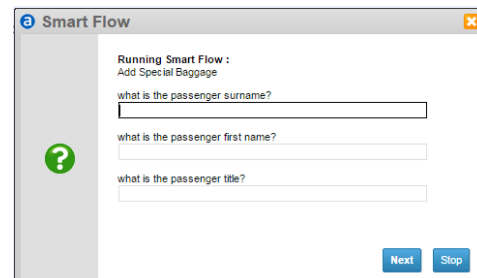 a Smart Flow
Running Smart Flow :
Add Special Baggage
what is the passenger surname?
what is the passenger first name?
what is the passenger title?
Next Stop